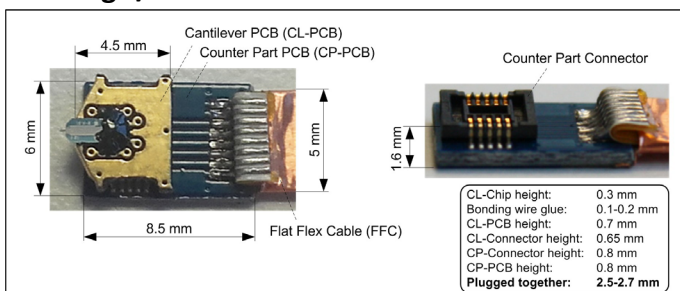 Cantilever PCB (CL-PCB)
4.5 mm
Counter Part PCB (CP-PCB)
Counter Part Connector
6 mm
5 mm
1.6 mm
8.5 mm
Flat Flex Cable (FFC)
CL-Chip height: 0.3 mm
Bonding wire glue: 0.1-0.2 mm
CL-PCB height: 0.7 mm
CL-Connector height: 0.65 mm
CP-Connector height: 0.8 mm
CP-PCB height: 0.8 mm
Plugged together: 2.5-2.7 mm